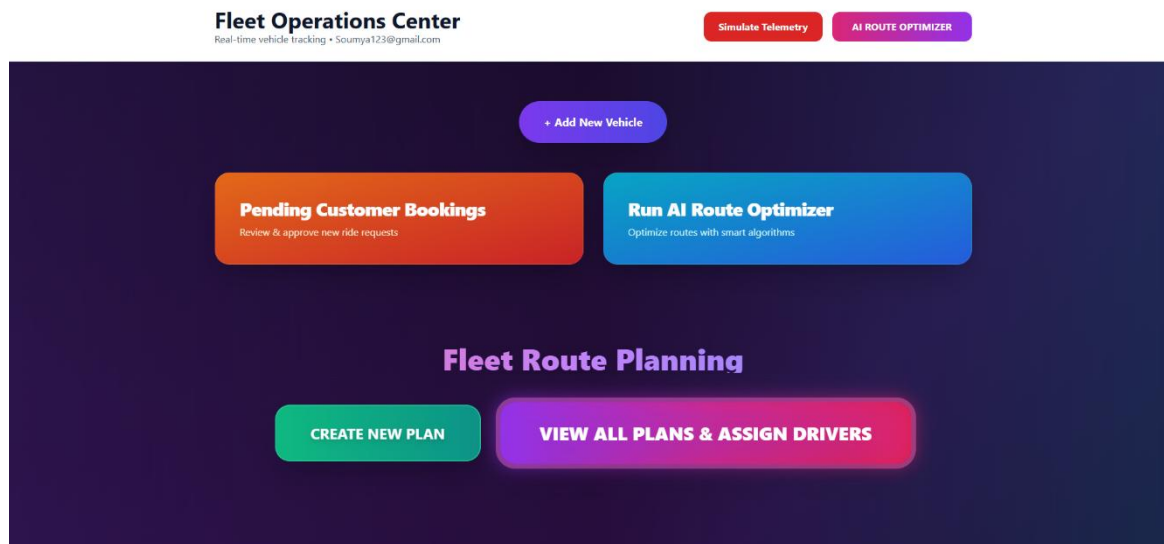 Fleet Operations Center
Real-time vehicle tracking • Soumya123@gmail.com
Simulate Telemetry
AI ROUTE OPTIMIZER
+ Add New Vehicle
Pending Customer Bookings
Review & approve new ride requests
Run AI Route Optimizer
Optimize routes with smart algorithms
Fleet Route Planning
CREATE NEW PLAN
VIEW ALL PLANS & ASSIGN DRIVERS